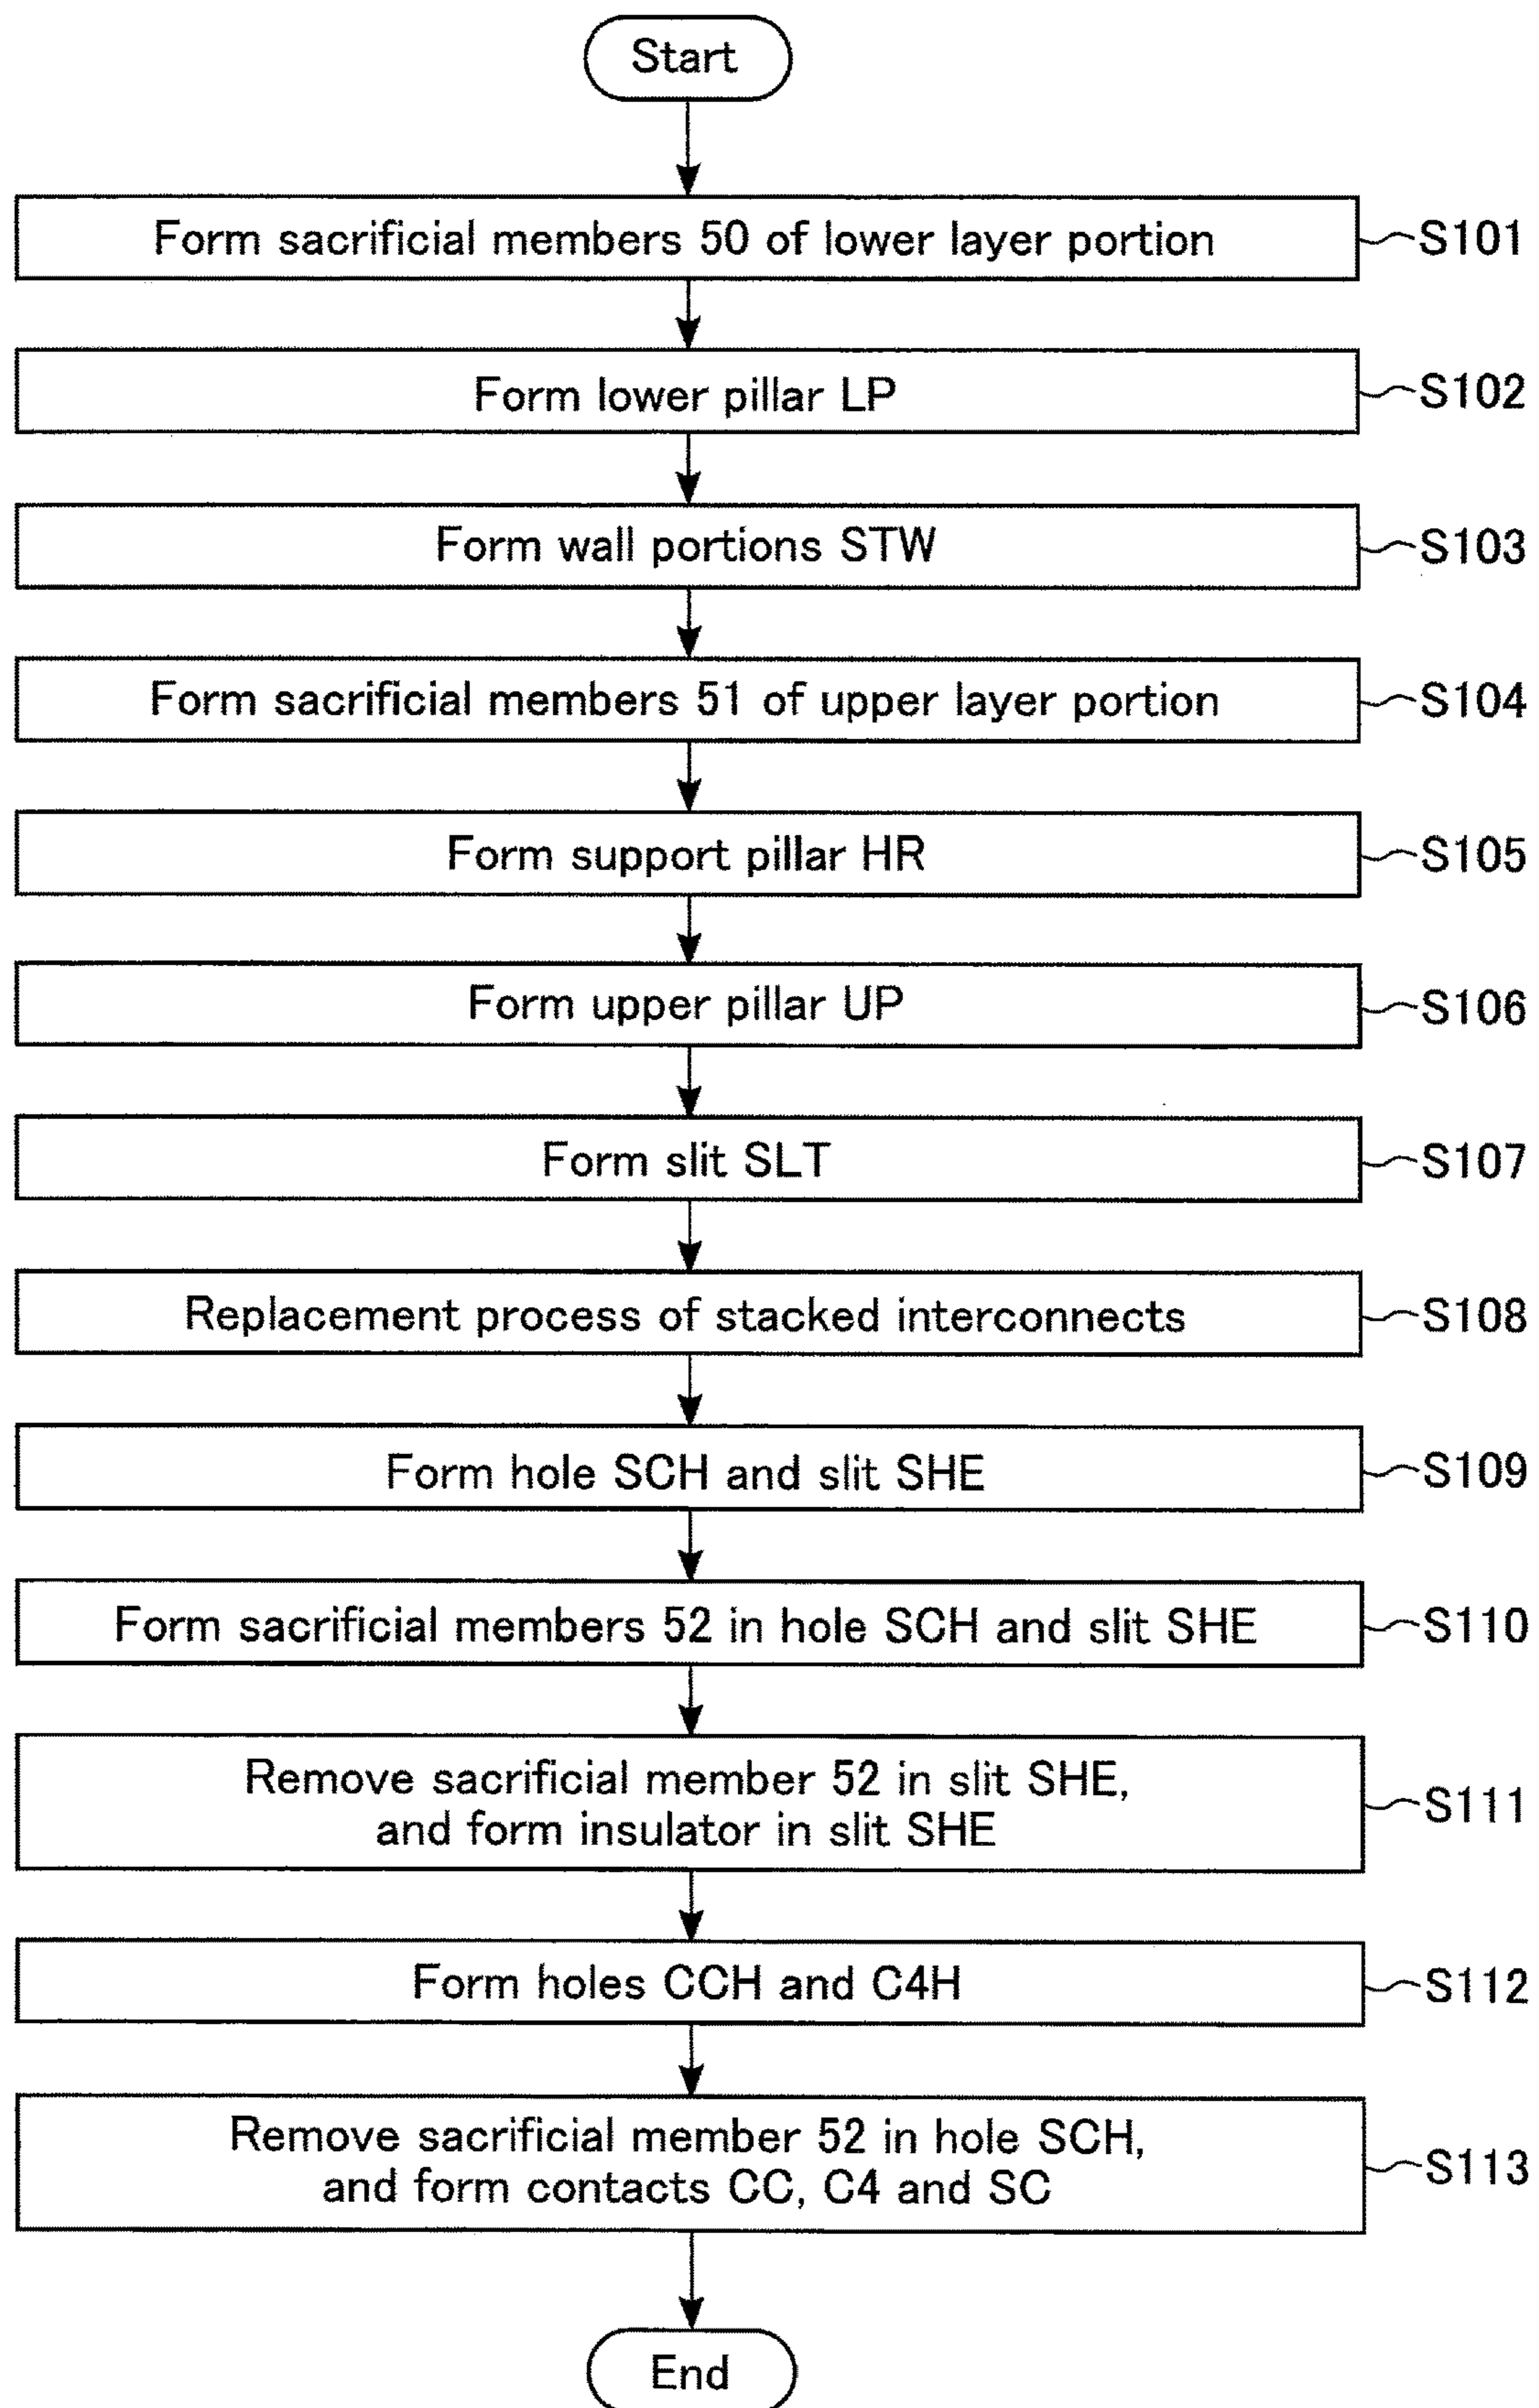 Start
Form sacrificial members 50 of lower layer portion
S101
Form lower pillar LP
S102
Form wall portions STW
S103
Form sacrificial members 51 of upper layer portion
S104
Form support pillar HR
S105
Form upper pillar UP
S106
Form slit SLT
S107
Replacement process of stacked interconnects
S108
Form hole SCH and slit SHE
S109
Form sacrificial members 52 in hole SCH and slit SHE
S110
Remove sacrificial member 52 in slit SHE,
and form insulator in slit SHE
S111
Form holes CCH and C4H
S112
Remove sacrificial member 52 in hole SCH,
and form contacts CC, C4 and SC
S113
End